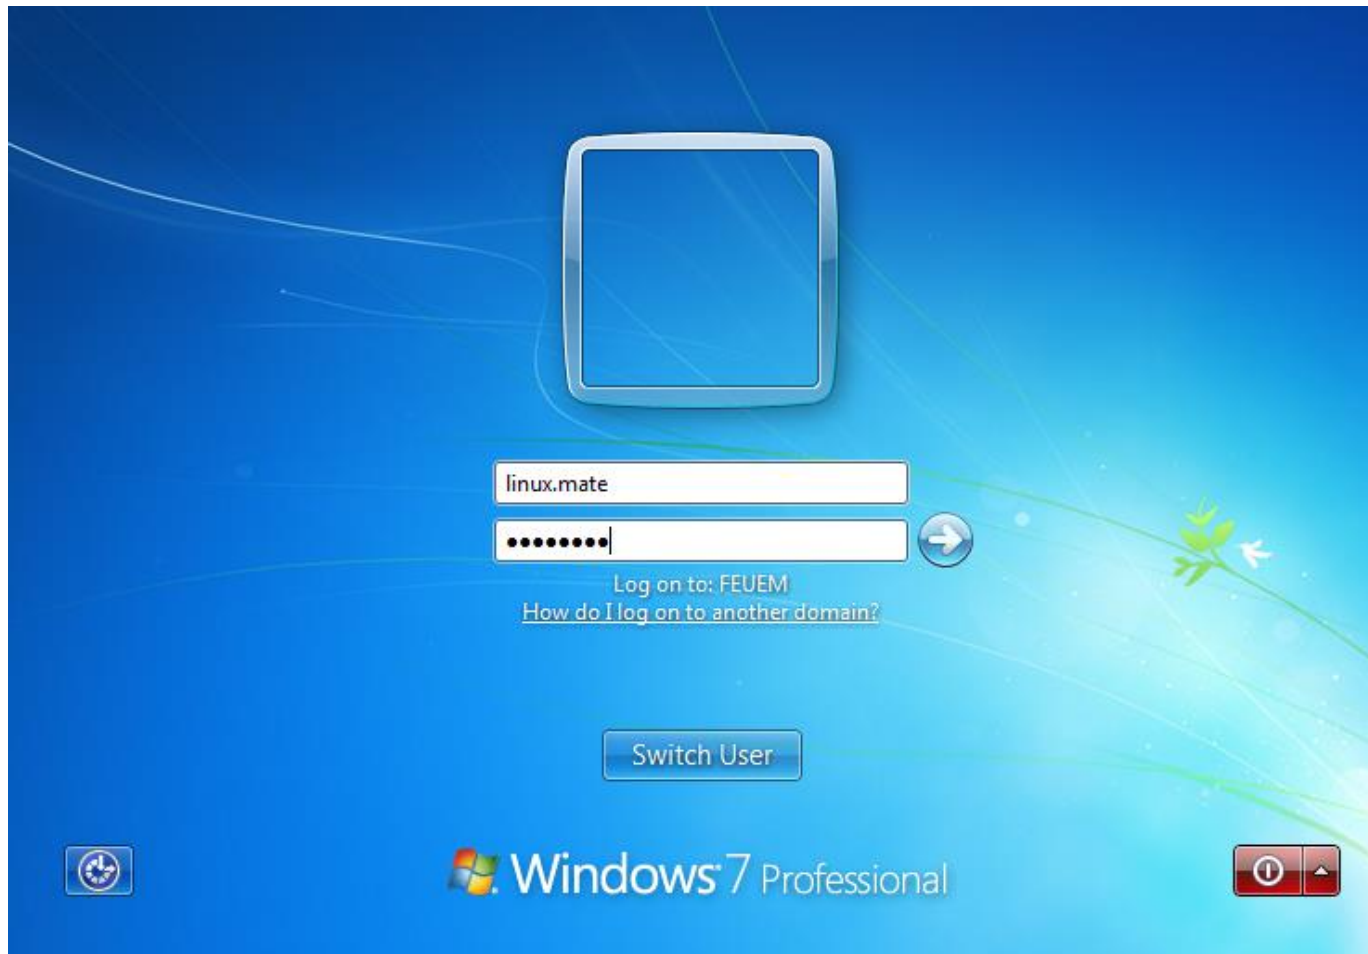 linux.mate
••••••••
Log on to: FEUEM
How do I log on to another domain?
Switch User
Windows 7 Professional